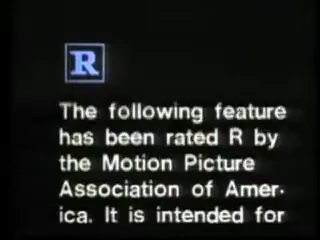 R
The following feature
has been rated R by
the Motion Picture
Association of Amer-
ica. It is intended for